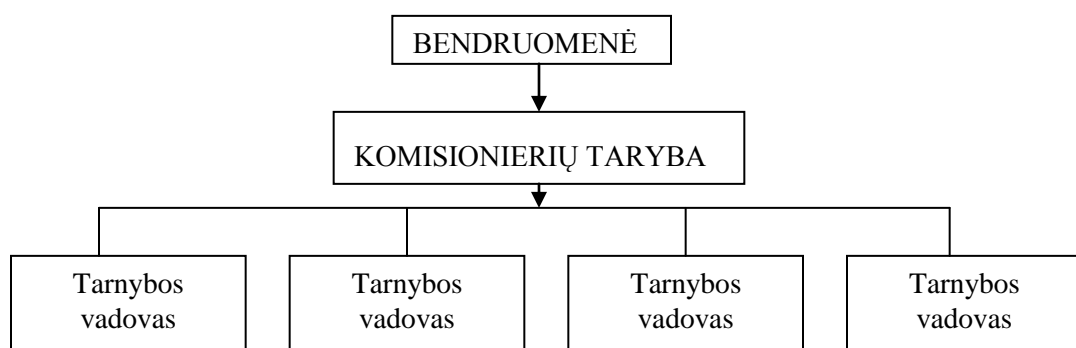 BENDRUOMENĖ
KOMISIONIERIŲ TARYBA
Tarnybos
vadovas
Tarnybos
vadovas
Tarnybos
vadovas
Tarnybos
vadovas